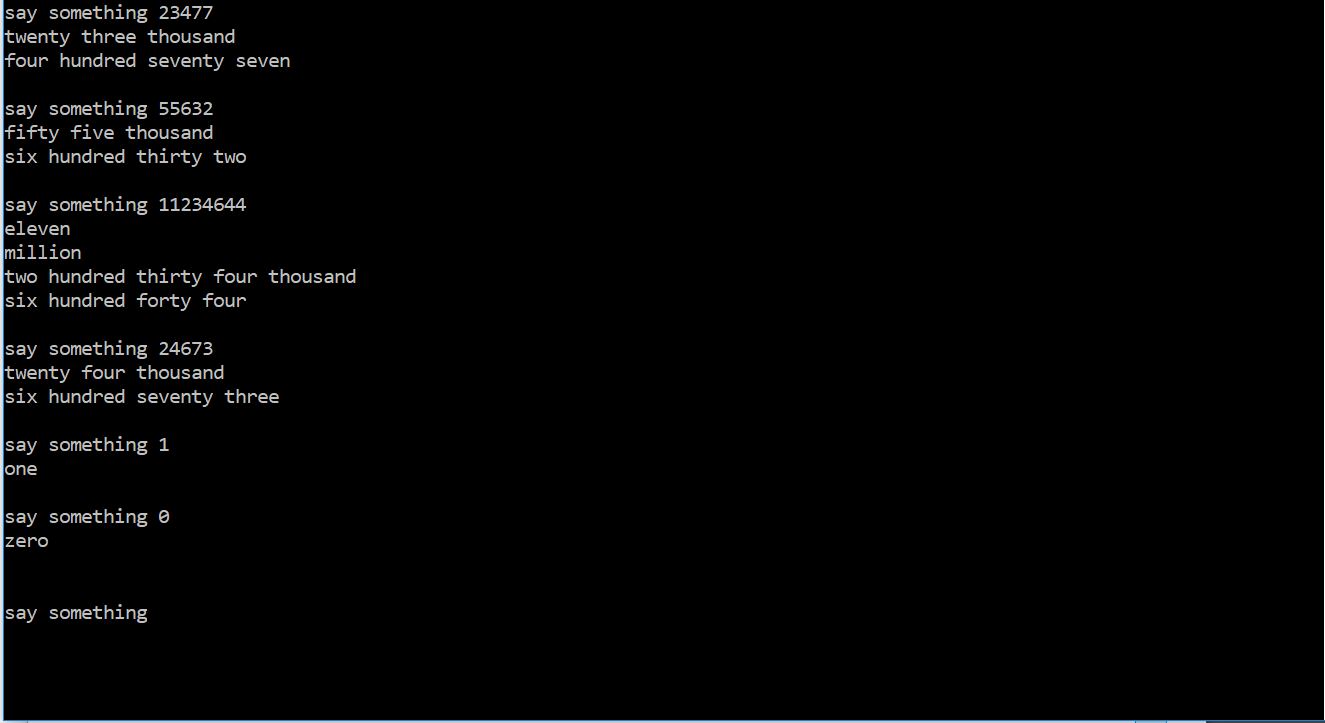 say something 23477
twenty three thousand
four hundred seventy seven
say something 55632
fifty five thousand
six hundred thirty two
say something 11234644
eleven
million
two hundred thirty four thousand
six hundred forty four
say something 24673
twenty four thousand
six hundred seventy three
say something 1
one
say something 0
zero
say something